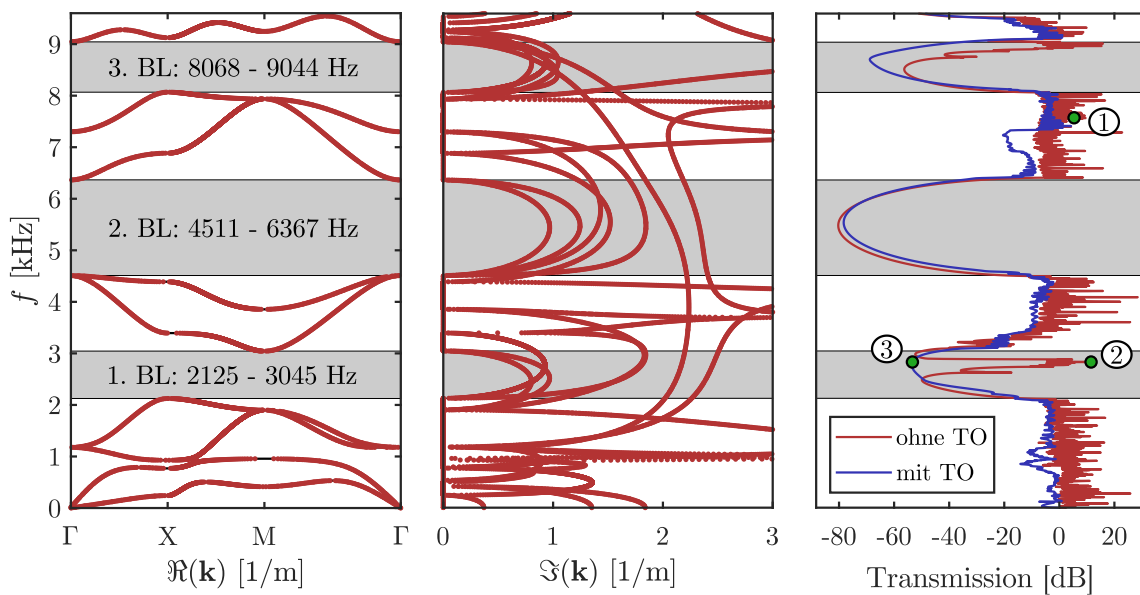 9
8
7
6
5
4
3
2
1
0
f [kHz]
3. BL: 8068 - 9044 Hz
2. BL: 4511 - 6367 Hz
1. BL: 2125 - 3045 Hz
Γ X M Γ
ℜ(k) [1/m]
0 1 2 3
ℑ(k) [1/m]
1
3 2
ohne TO
mit TO
-80 -60 -40 -20 0 20
Transmission [dB]